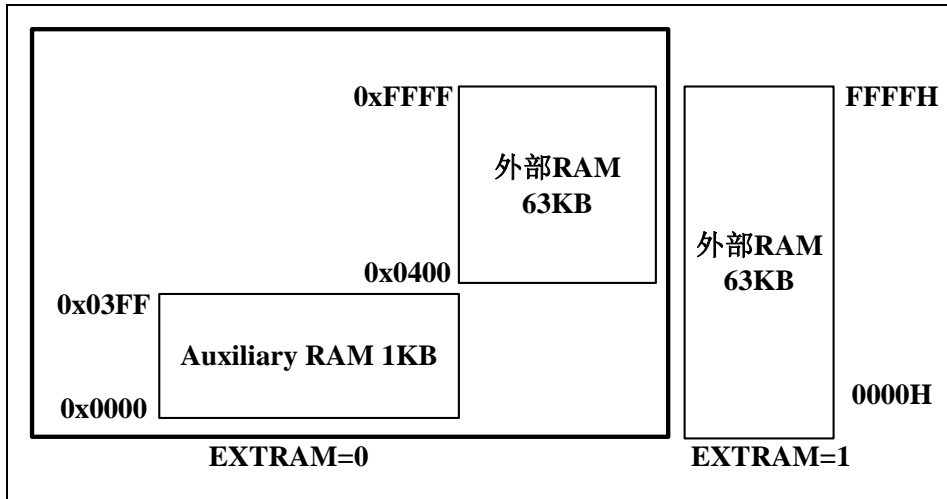 0xFFFF
外部RAM
63KB
0x0400
0x03FF
Auxiliary RAM 1KB
0x0000
EXTRAM=0
FFFFH
外部RAM
63KB
0000H
EXTRAM=1